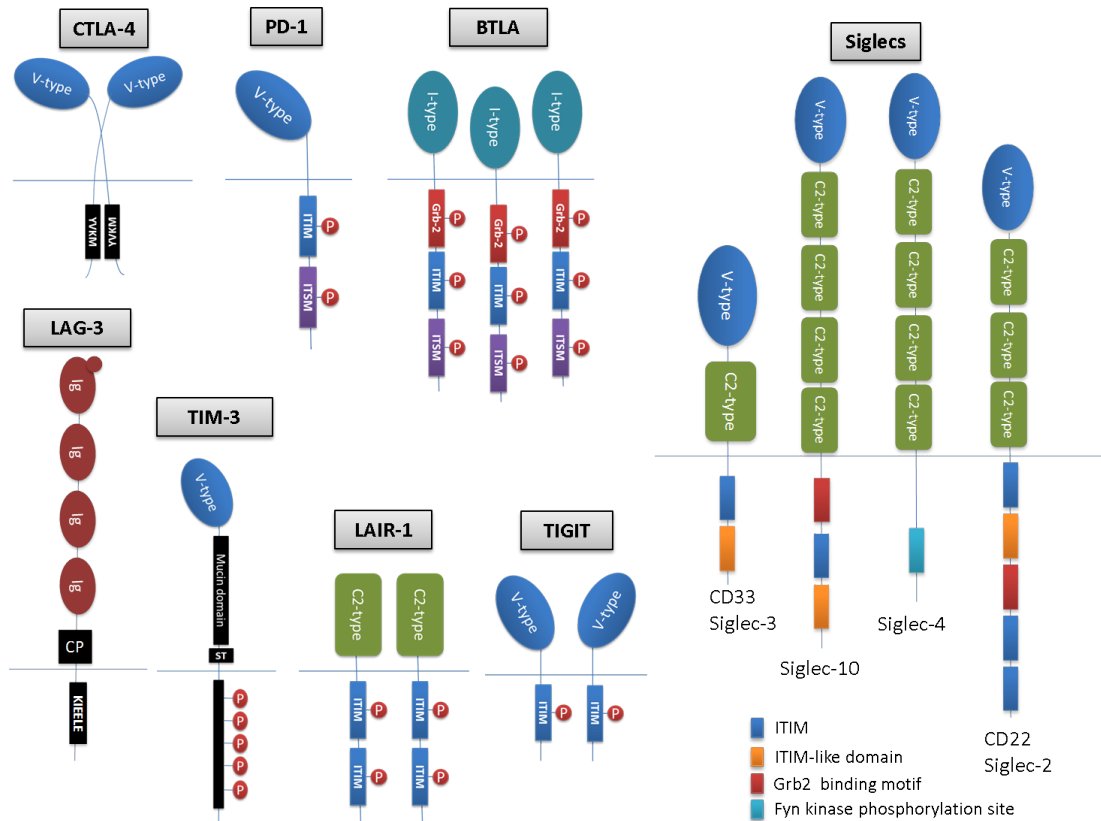 CTLA-4
V-type
V-type
YVKM
YVKM
PD-1
V-type
ITIM
P
ITSM
P
BTLA
I-type
I-type
I-type
Grb-2
P
Grb-2
P
Grb-2
P
ITIM
P
ITIM
P
ITIM
P
ITSM
P
ITSM
P
ITSM
P
Siglecs
V-type
C2-type
V-type
C2-type
C2-type
C2-type
C2-type
V-type
C2-type
C2-type
C2-type
C2-type
V-type
C2-type
C2-type
C2-type
CD33
Siglec-3
Siglec-10
Siglec-4
CD22
Siglec-2
LAG-3
Ig
Ig
Ig
Ig
CP
KIEELE
TIM-3
V-type
Mucin domain
ST
P
P
P
P
P
LAIR-1
C2-type
C2-type
ITIM
P
ITIM
P
ITIM
P
ITIM
P
TIGIT
V-type
V-type
ITIM
P
ITIM
P
ITIM
ITIM-like domain
Grb2 binding motif
Fyn kinase phosphorylation site